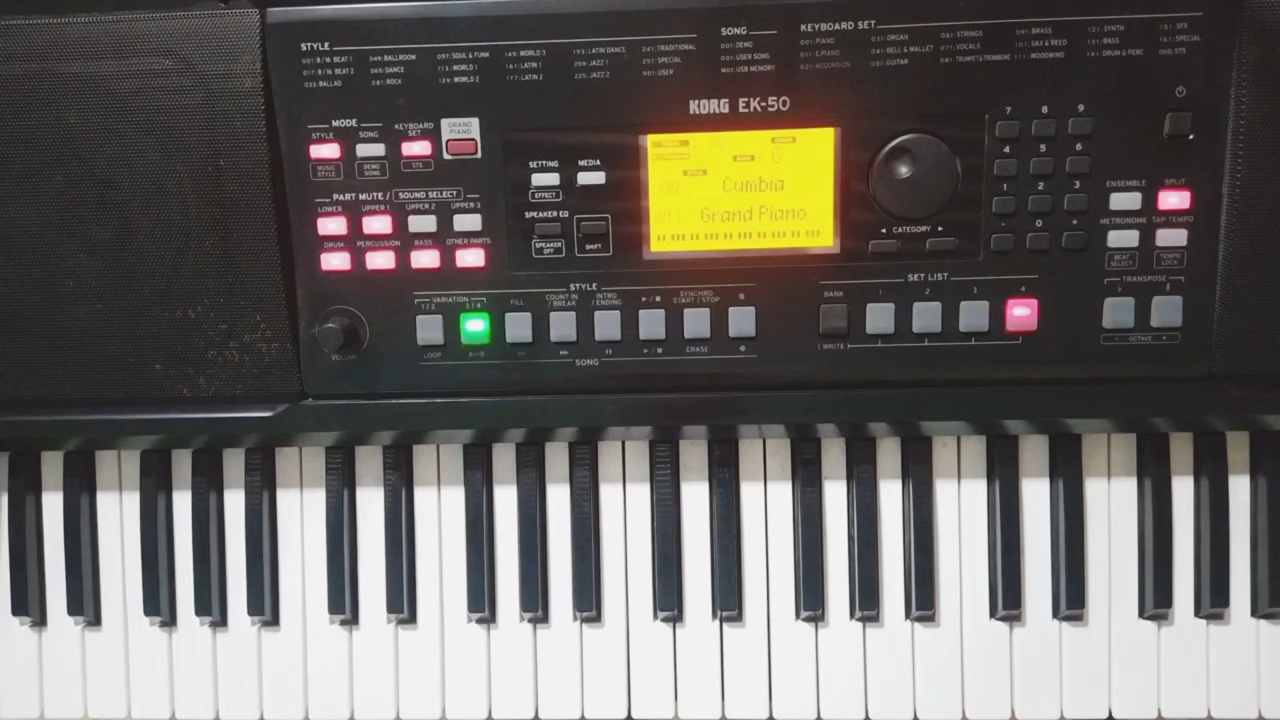 STYLE
001: 8/16 BEAT 1 049: BALLROOM 097: SOUL & FUNK 145: WORLD 3 193: LATIN DANCE 241: TRADITIONAL
017: 8/16 BEAT 2 065: DANCE 113: WORLD 1 161: LATIN 1 209: JAZZ 1 257: SPECIAL
033: BALLAD 081: ROCK 129: WORLD 2 177: LATIN 2 225: JAZZ 2 901: USER
SONG
001: DEMO
001: USER SONG
W01: USB MEMORY
KEYBOARD SET
001: PIANO 031: ORGAN 061: STRINGS 091: BRASS 121: SYNTH 151: SFX
011: E.PIANO 041: BELL & MALLET 071: VOCALS 101: SAX & REED 131: BASS 161: SPECIAL
021: ACCORDION 051: GUITAR 081: TRUMPET & TROMBONE 111: WOODWIND 141: DRUM & PERC 000: STS
KORG EK-50
MODE
STYLE SONG KEYBOARD SET GRAND PIANO
MUSIC STYLE DEMO SONG STS
PART MUTE / SOUND SELECT
LOWER UPPER 1 UPPER 2 UPPER 3
DRUM PERCUSSION BASS OTHER PARTS
VOLUME
SETTING MEDIA
EFFECT
SPEAKER EQ
SPEAKER OFF SHIFT
Cumbia
Grand Piano
CATEGORY
7 8 9
4 5 6
1 2 3
- 0 +
ENSEMBLE SPLIT
METRONOME TAP TEMPO
BEAT SELECT TEMPO LOCK
TRANSPOSE
♭ ♯
- OCTAVE +
STYLE
VARIATION
1/2 3/4 FILL COUNT IN / BREAK INTRO / ENDING ►/■ SYNCHRO START / STOP
LOOP A↔B ◄◄ ►► ►/■ ERASE
SONG
SET LIST
BANK 1 2 3 4
WRITE